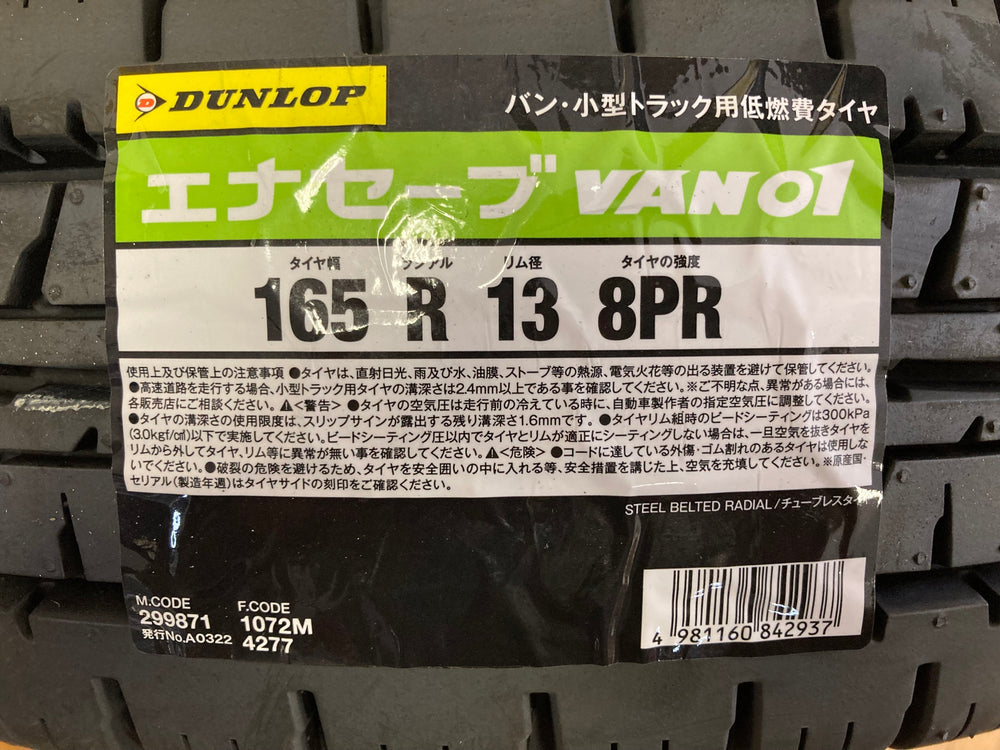 DUNLOP
バン・小型トラック用低燃費タイヤ
エナセーブ VAN01
タイヤ幅 ラジアル リム径 タイヤの強度
165 R 13 8PR
使用上及び保管上の注意事項 ●タイヤは、直射日光、雨及び水、油膜、ストーブ等の熱源、電気火花等の出る装置を避けて保管してください。
●高速道路を走行する場合、小型トラック用タイヤの溝深さは2.4mm以上である事を確認してください。※ご不明な点、異常がある場合には、
各販売店にご相談ください。⚠<警告> ●タイヤの空気圧は走行前の冷えている時に、自動車製作者の指定空気圧に調整してください。
●タイヤの溝深さの使用限度は、スリップサインが露出する残り溝深さ1.6mmです。●タイヤリム組時のビードシーティングは300kPa
(3.0kgf/c㎡)以下で実施してください。ビードシーティング圧以内でタイヤとリムが適正にシーティングしない場合は、一旦空気を抜きタイヤを
リムから外してタイヤ、リム等に異常が無い事を確認してください。⚠<危険> ●コードに達している外傷・ゴム割れのあるタイヤは使用しな
いでください。●破裂の危険を避けるため、タイヤを安全囲いの中に入れる等、安全措置を講じた上、空気を充填してください。※原産国・
セリアル(製造年週)はタイヤサイドの刻印をご確認ください。
STEEL BELTED RADIAL/チューブレスタイヤ
M.CODE F.CODE
299871 1072M
発行No.A0322 4277
4 981160 842937